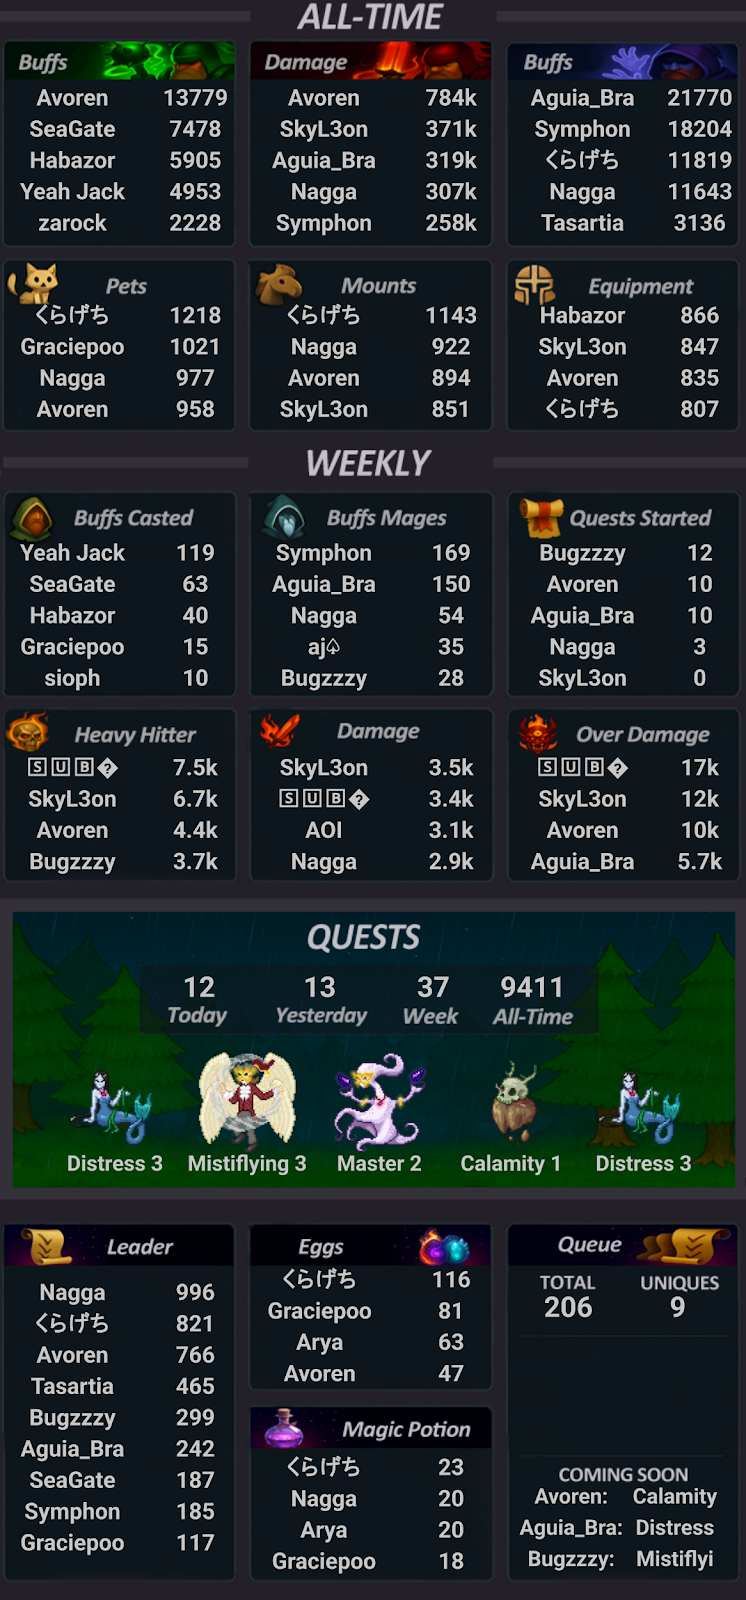 ALL-TIME
Buffs
Avoren 13779
SeaGate 7478
Habazor 5905
Yeah Jack 4953
zarock 2228
Damage
Avoren 784k
SkyL3on 371k
Aguia_Bra 319k
Nagga 307k
Symphon 258k
Buffs
Aguia_Bra 21770
Symphon 18204
くらげち 11819
Nagga 11643
Tasartia 3136
Pets
くらげち 1218
Graciepoo 1021
Nagga 977
Avoren 958
Mounts
くらげち 1143
Nagga 922
Avoren 894
SkyL3on 851
Equipment
Habazor 866
SkyL3on 847
Avoren 835
くらげち 807
WEEKLY
Buffs Casted
Yeah Jack 119
SeaGate 63
Habazor 40
Graciepoo 15
sioph 10
Buffs Mages
Symphon 169
Aguia_Bra 150
Nagga 54
aj♤ 35
Bugzzzy 28
Quests Started
Bugzzzy 12
Avoren 10
Aguia_Bra 10
Nagga 3
SkyL3on 0
Heavy Hitter
🅂🅄🄱� 7.5k
SkyL3on 6.7k
Avoren 4.4k
Bugzzzy 3.7k
Damage
SkyL3on 3.5k
🅂🅄🄱� 3.4k
AOI 3.1k
Nagga 2.9k
Over Damage
🅂🅄🄱� 17k
SkyL3on 12k
Avoren 10k
Aguia_Bra 5.7k
QUESTS
12 13 37 9411
Today Yesterday Week All-Time
Distress 3 Mistiflying 3 Master 2 Calamity 1 Distress 3
Leader
Nagga 996
くらげち 821
Avoren 766
Tasartia 465
Bugzzzy 299
Aguia_Bra 242
SeaGate 187
Symphon 185
Graciepoo 117
Eggs
くらげち 116
Graciepoo 81
Arya 63
Avoren 47
Magic Potion
くらげち 23
Nagga 20
Arya 20
Graciepoo 18
Queue
TOTAL UNIQUES
206 9
COMING SOON
Avoren: Calamity
Aguia_Bra: Distress
Bugzzzy: Mistiflyi